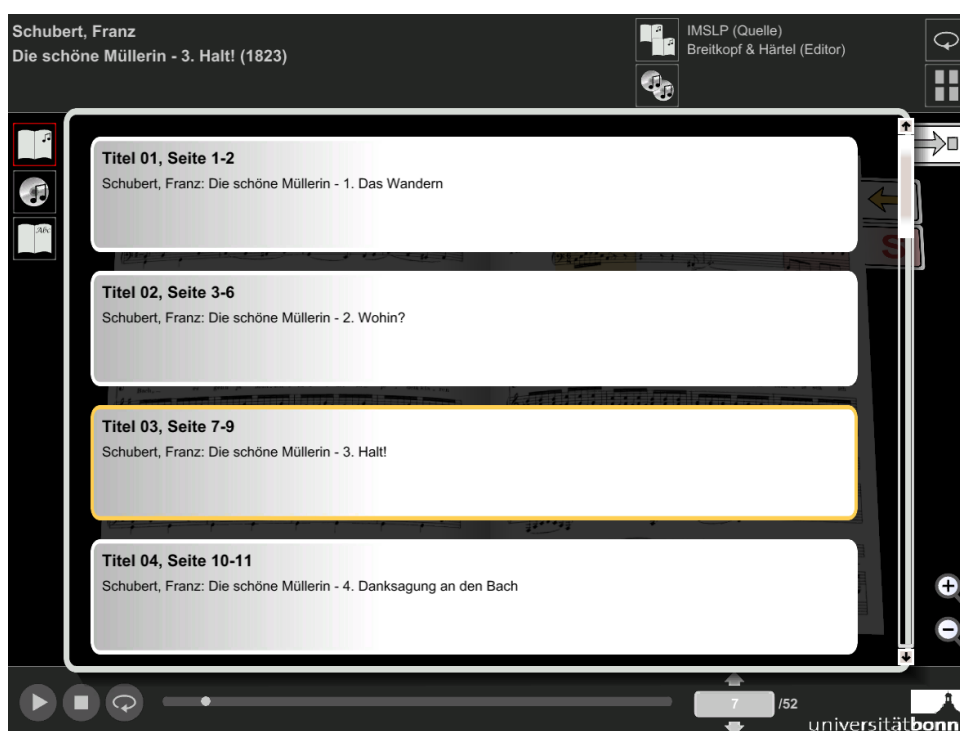 Schubert, Franz
Die schöne Müllerin - 3. Halt! (1823)
IMSLP (Quelle)
Breitkopf & Härtel (Editor)
Titel 01, Seite 1-2
Schubert, Franz: Die schöne Müllerin - 1. Das Wandern
Abc
S
Titel 02, Seite 3-6
Schubert, Franz: Die schöne Müllerin - 2. Wohin?
Titel 03, Seite 7-9
Schubert, Franz: Die schöne Müllerin - 3. Halt!
Titel 04, Seite 10-11
Schubert, Franz: Die schöne Müllerin - 4. Danksagung an den Bach
7 /52
universitätbonn